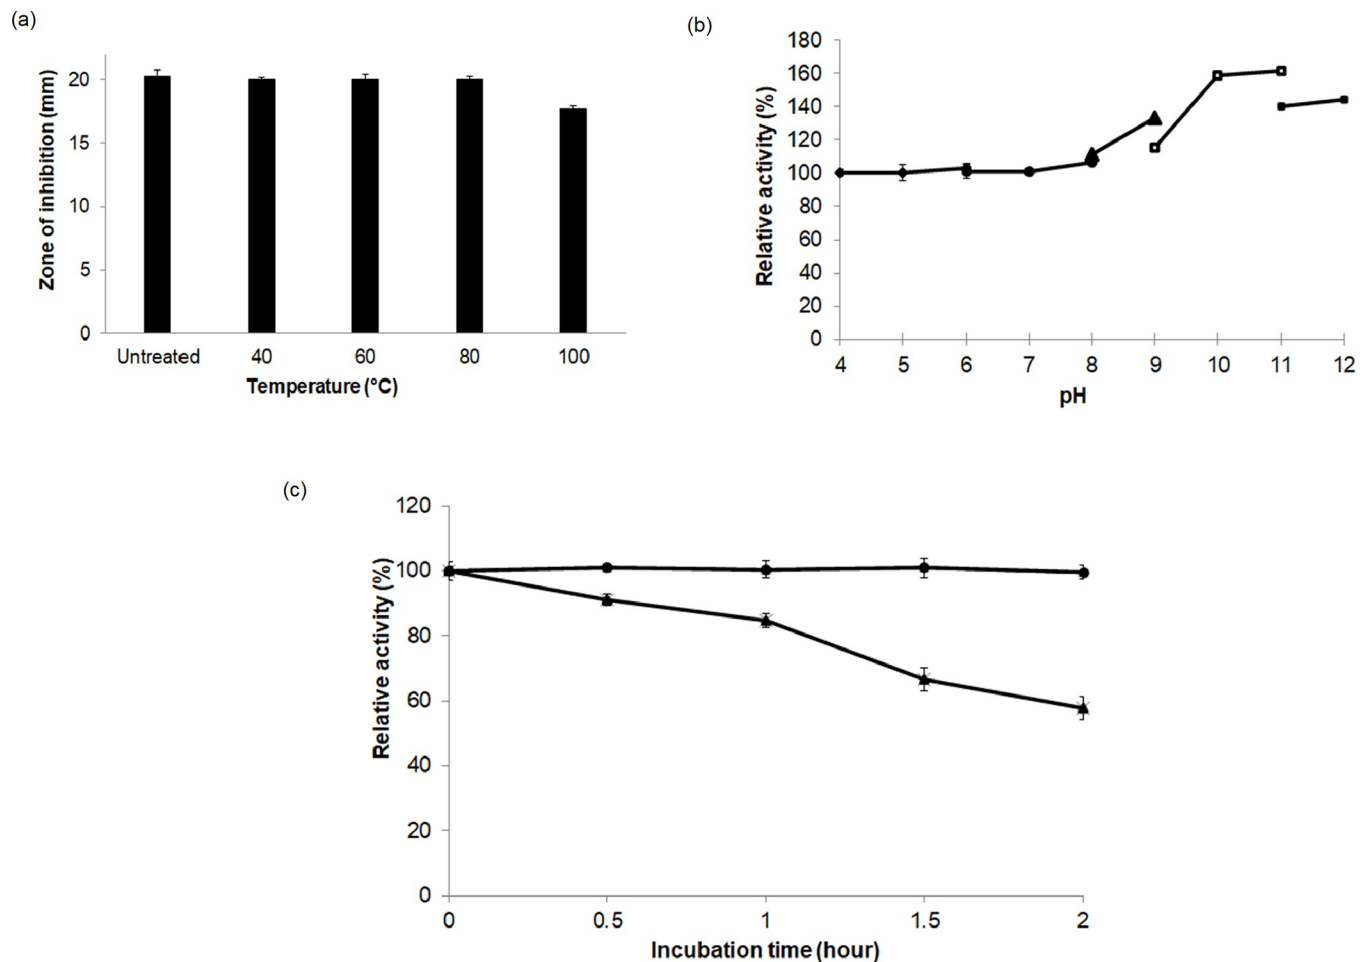 (a)
Zone of inhibition (mm)
20
15
10
5
0
Untreated 40 60 80 100
Temperature (°C)
(b)
Relative activity (%)
180
160
140
120
100
80
60
40
20
0
4 5 6 7 8 9 10 11 12
pH
(c)
Relative activity (%)
120
100
80
60
40
20
0
0 0.5 1 1.5 2
Incubation time (hour)